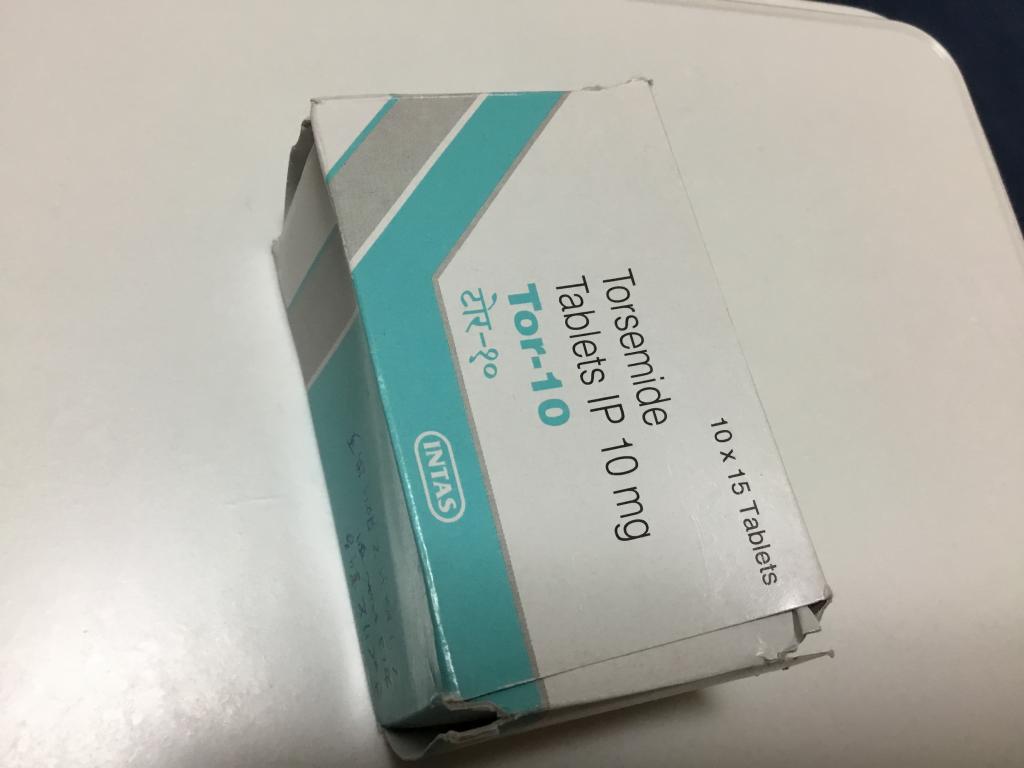 10 x 15 Tablets
Torsemide
Tablets IP 10 mg
Tor-10
टोर-१०
INTAS